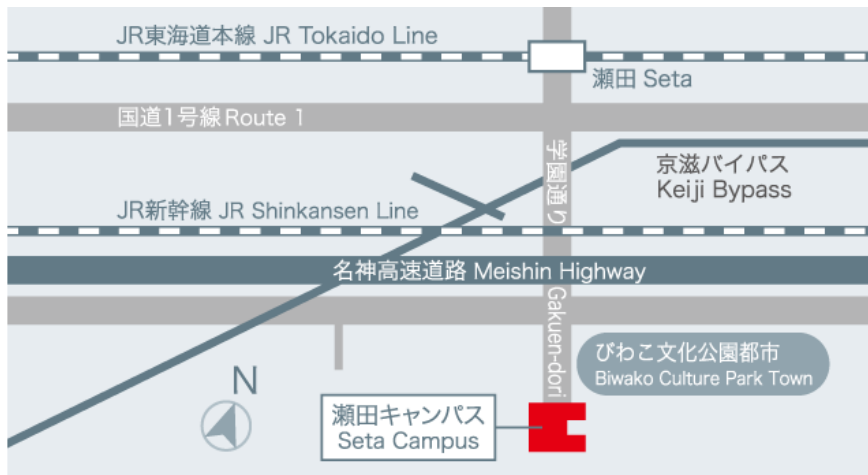 JR東海道本線 JR Tokaido Line
瀬田 Seta
国道1号線 Route 1
学園通り
京滋バイパス
Keiji Bypass
JR新幹線 JR Shinkansen Line
名神高速道路 Meishin Highway
Gakuen-dori
びわこ文化公園都市
Biwako Culture Park Town
N
瀬田キャンパス
Seta Campus